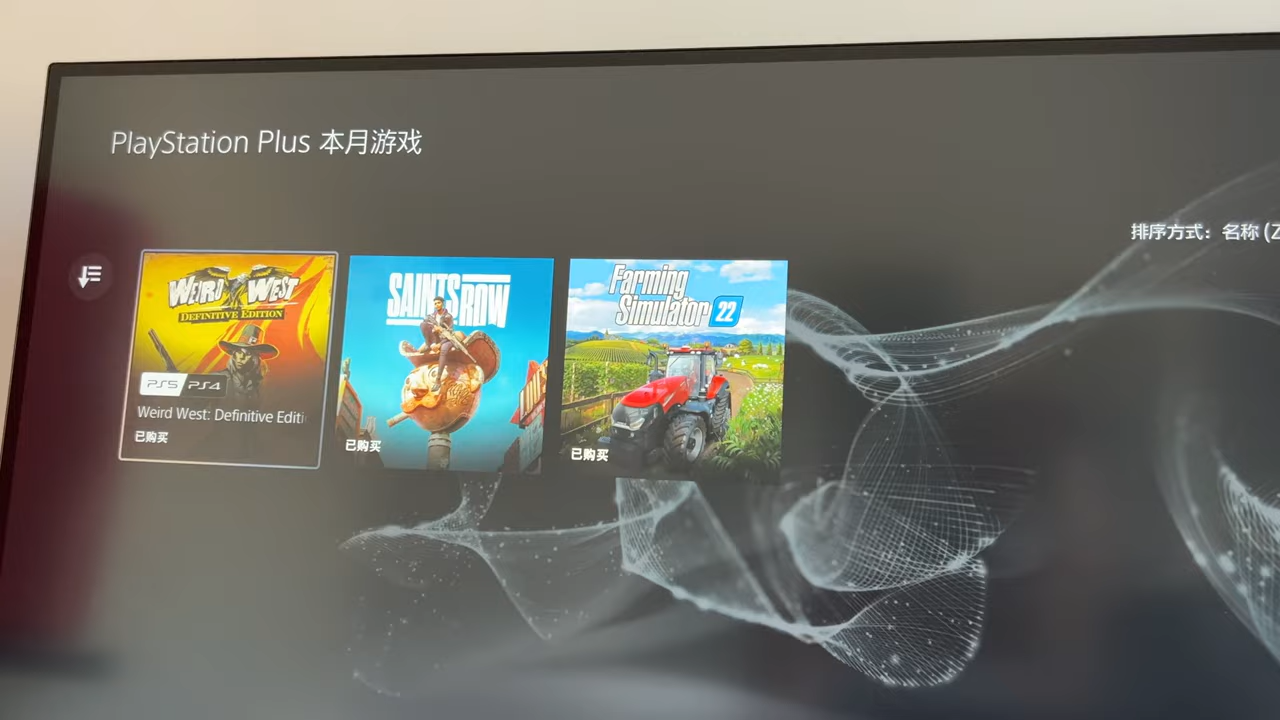 PlayStation Plus 本月游戏
排序方式：名称 (Z
WEIRD WEST
DEFINITIVE EDITION
PS5 PS4
Weird West: Definitive Editi
已购买
SAINTS ROW
已购买
Farming
Simulator 22
已购买